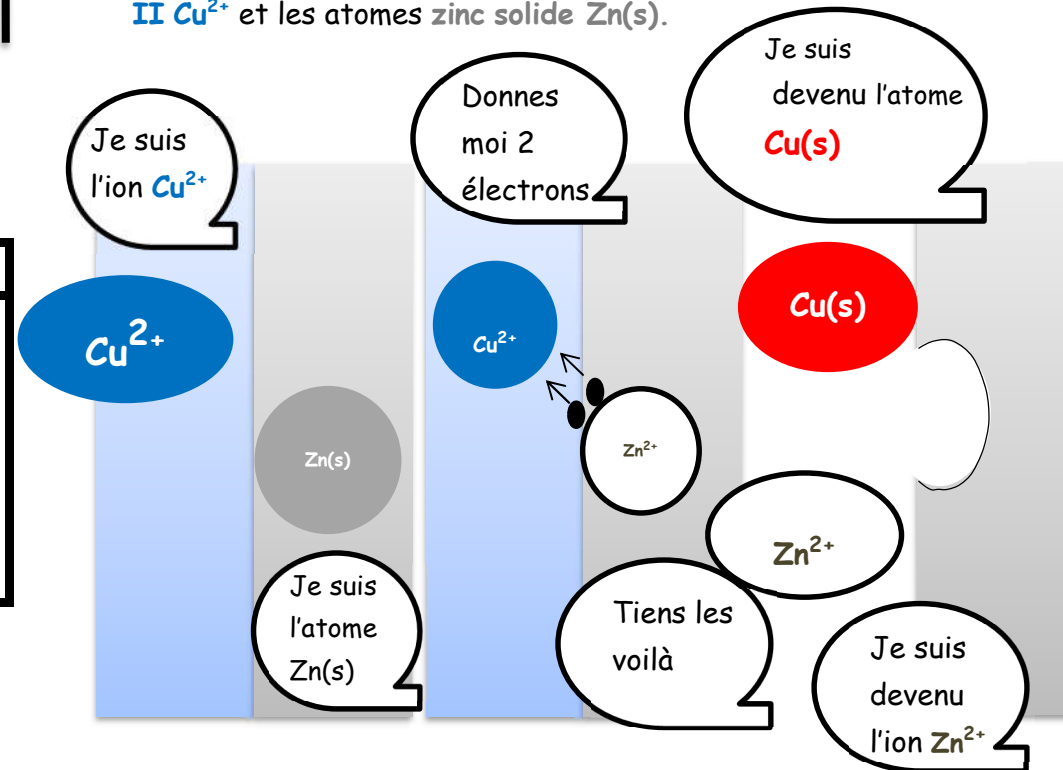 II Cu²⁺ et les atomes zinc solide Zn(s).
Je suis
l'ion Cu²⁺
Donnes
moi 2
électrons
Je suis
devenu l'atome
Cu(s)
Cu²⁺
Zn(s)
Cu²⁺
Zn²⁺
Cu(s)
Zn²⁺
Je suis
l'atome
Zn(s)
Tiens les
voilà
Je suis
devenu
l'ion Zn²⁺